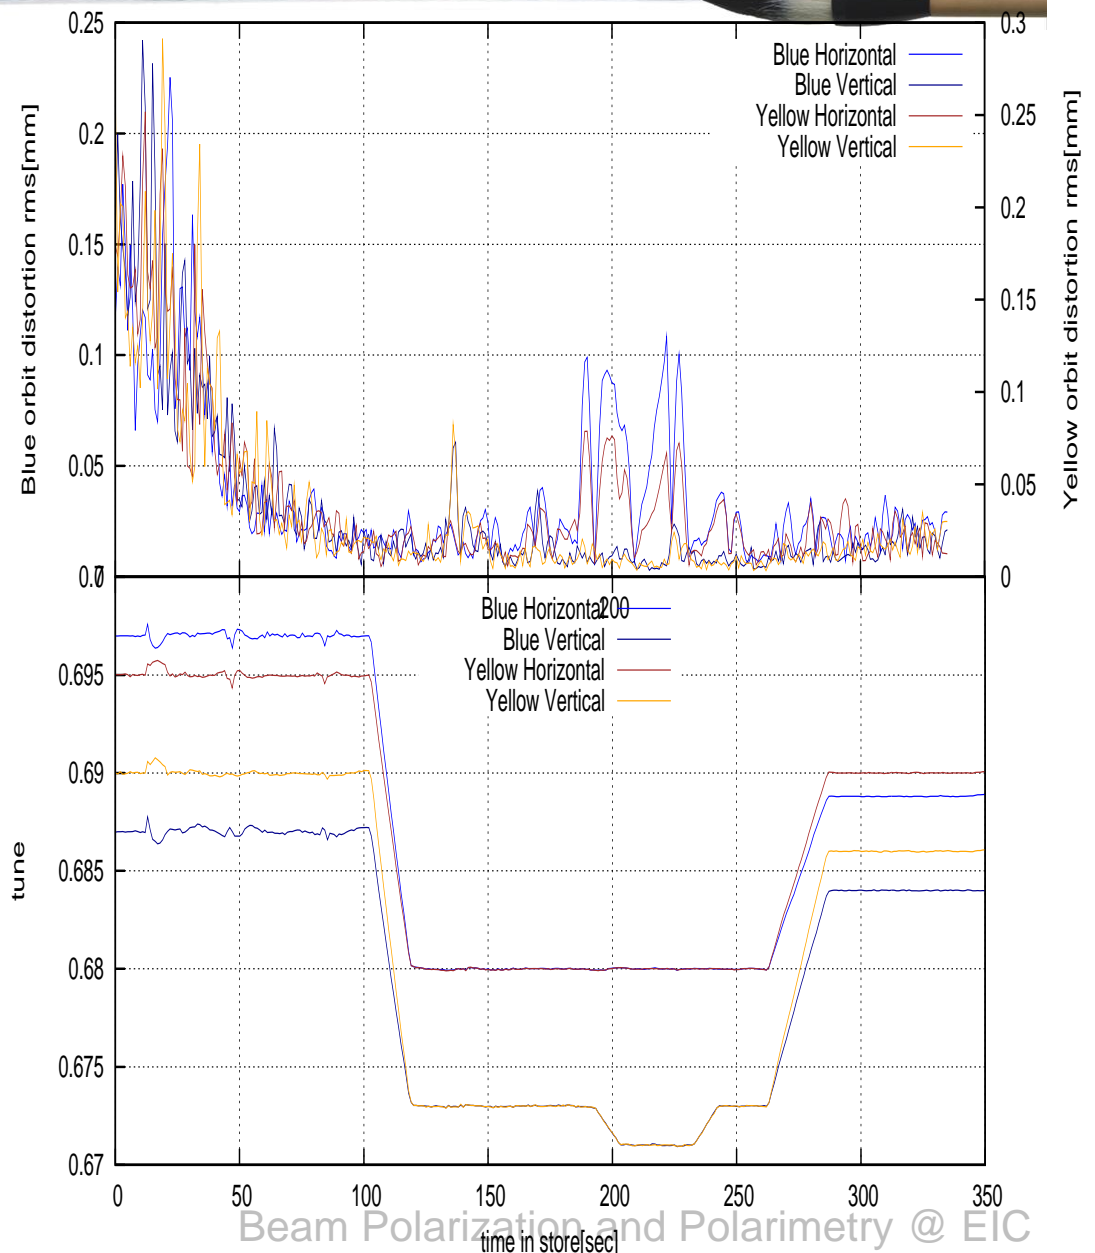 0.25
0.2
0.15
0.1
0.05
0.0
Blue orbit distortion rms[mm]
0.3
0.25
0.2
0.15
0.1
0.05
0
Yellow orbit distortion rms[mm]
Blue Horizontal
Blue Vertical
Yellow Horizontal
Yellow Vertical
200
Blue Horizontal
Blue Vertical
Yellow Horizontal
Yellow Vertical
0.7
0.695
0.69
0.685
0.68
0.675
0.67
tune
0 50 100 150 200 250 300 350
time in store[sec]
Beam Polarization and Polarimetry @ EIC